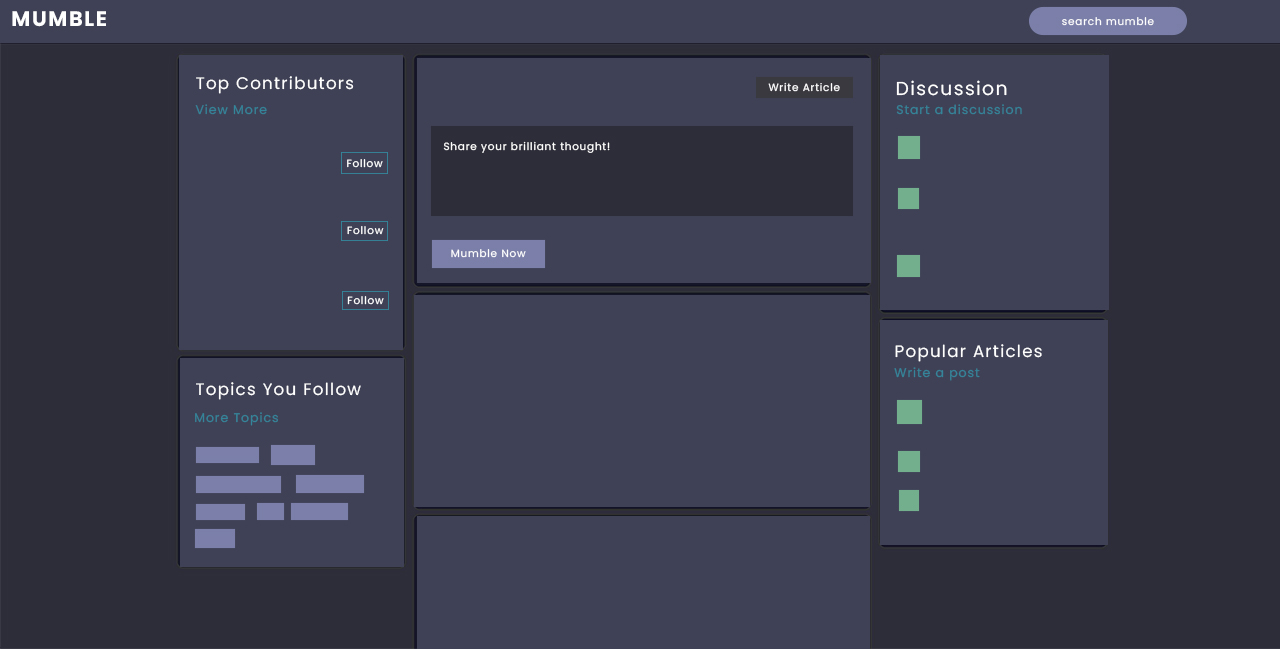 MUMBLE
search mumble
Top Contributors
View More
Follow
Follow
Follow
Topics You Follow
More Topics
Write Article
Share your brilliant thought!
Mumble Now
Discussion
Start a discussion
Popular Articles
Write a post